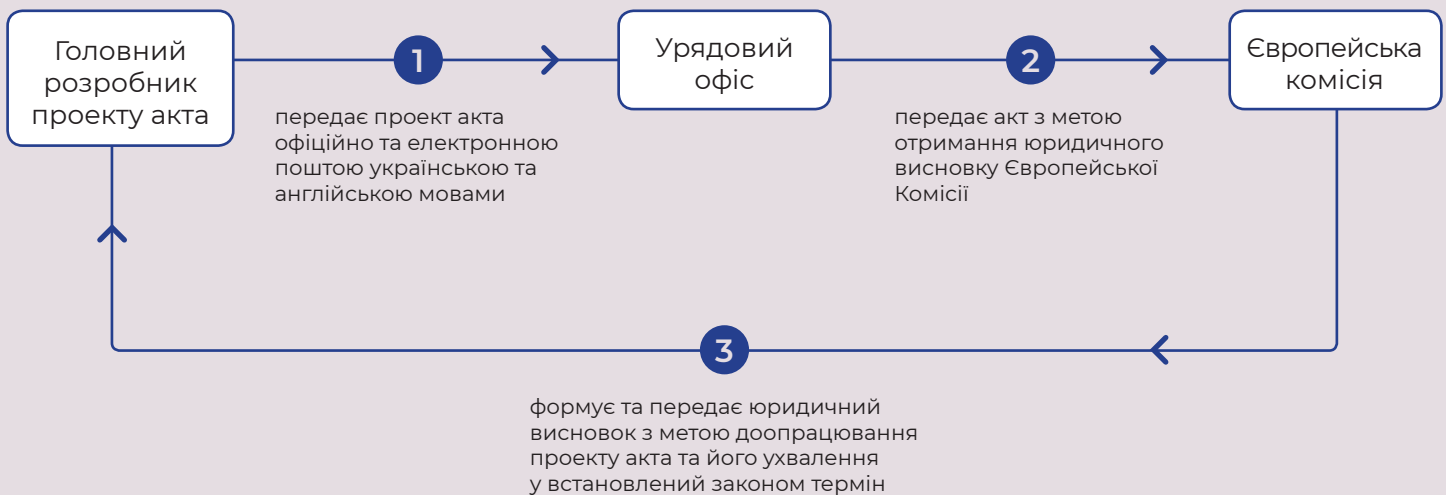 Головний
розробник
проекту акта
1
Урядовий
офіс
2
Європейська
комісія
передає проект акта
офіційно та електронною
поштою українською та
англійською мовами
передає акт з метою
отримання юридичного
висновку Європейської
Комісії
3
формує та передає юридичний
висновок з метою доопрацювання
проекту акта та його ухвалення
у встановлений законом термін